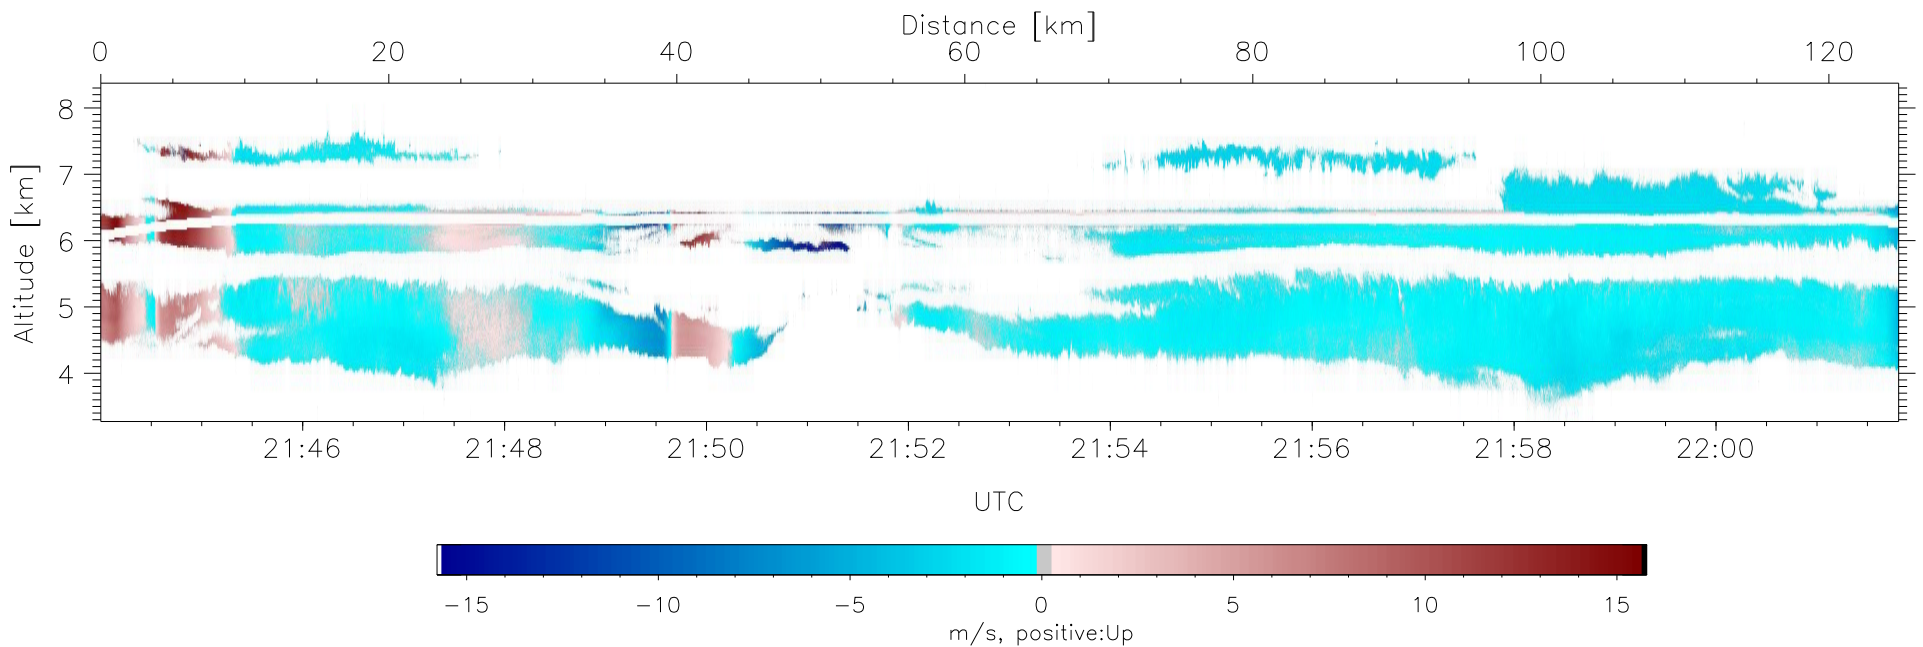 Distance [km]
0 20 40 60 80 100 120
Altitude [km]
8
7
6
5
4
21:46 21:48 21:50 21:52 21:54 21:56 21:58 22:00
UTC
−15 −10 −5 0 5 10 15
m/s, positive:Up